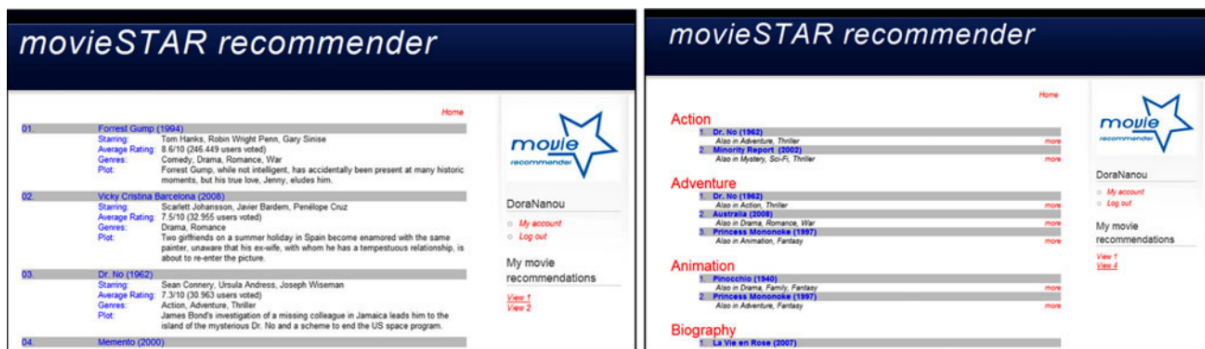 movieSTAR recommender
Home
01. Forrest Gump (1994)
Starring: Tom Hanks, Robin Wright Penn, Gary Sinise
Average Rating: 8.6/10 (246.449 users voted)
Genres: Comedy, Drama, Romance, War
Plot: Forrest Gump, while not intelligent, has accidentally been present at many historic
moments, but his true love, Jenny, eludes him.
02. Vicky Cristina Barcelona (2008)
Starring: Scarlett Johansson, Javier Bardem, Penélope Cruz
Average Rating: 7.5/10 (32.955 users voted)
Genres: Drama, Romance
Plot: Two girlfriends on a summer holiday in Spain become enamored with the same
painter, unaware that his ex-wife, with whom he has a tempestuous relationship, is
about to re-enter the picture.
03. Dr. No (1962)
Starring: Sean Connery, Ursula Andress, Joseph Wiseman
Average Rating: 7.3/10 (30.963 users voted)
Genres: Action, Adventure, Thriller
Plot: James Bond's investigation of a missing colleague in Jamaica leads him to the
island of the mysterious Dr. No and a scheme to end the US space program.
04. Memento (2000)
movie
recommender
DoraNanou
My account
Log out
My movie
recommendations
View 1
View 2
movieSTAR recommender
Home
Action
1. Dr. No (1962)
Also in Adventure, Thriller more
2. Minority Report (2002)
Also in Mystery, Sci-Fi, Thriller more
Adventure
1. Dr. No (1962)
Also in Action, Thriller more
2. Australia (2008)
Also in Drama, Romance, War more
3. Princess Mononoke (1997)
Also in Animation, Fantasy more
Animation
1. Pinocchio (1940)
Also in Drama, Family, Fantasy more
2. Princess Mononoke (1997)
Also in Adventure, Fantasy more
Biography
1. La Vie en Rose (2007)
movie
recommender
DoraNanou
My account
Log out
My movie
recommendations
View 1
View 4